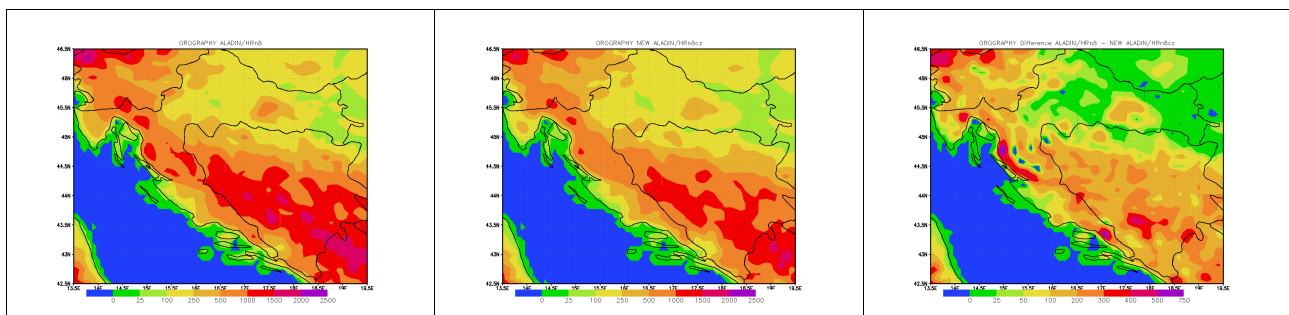 OROGRAPHY ALADIN/HRn8
46.5N
46N
45.5N
45N
44.5N
44N
43.5N
43N
42.5N
13.5E 14E 14.5E 15E 15.5E 16E 16.5E 17E 17.5E 18E 18.5E 19E 19.5E
0 25 100 250 500 1000 1500 2000 2500
OROGRAPHY NEW ALADIN/HRn8cz
46.5N
46N
45.5N
45N
44.5N
44N
43.5N
43N
42.5N
13.5E 14E 14.5E 15E 15.5E 16E 16.5E 17E 17.5E 18E 18.5E 19E 19.5E
0 25 100 250 500 1000 1500 2000 2500
OROGRAPHY Difference ALADIN/HRn8 - NEW ALADIN/HRn8cz
46.5N
46N
45.5N
45N
44.5N
44N
43.5N
43N
42.5N
13.5E 14E 14.5E 15E 15.5E 16E 16.5E 17E 17.5E 18E 18.5E 19E 19.5E
0 25 50 100 200 300 400 500 750